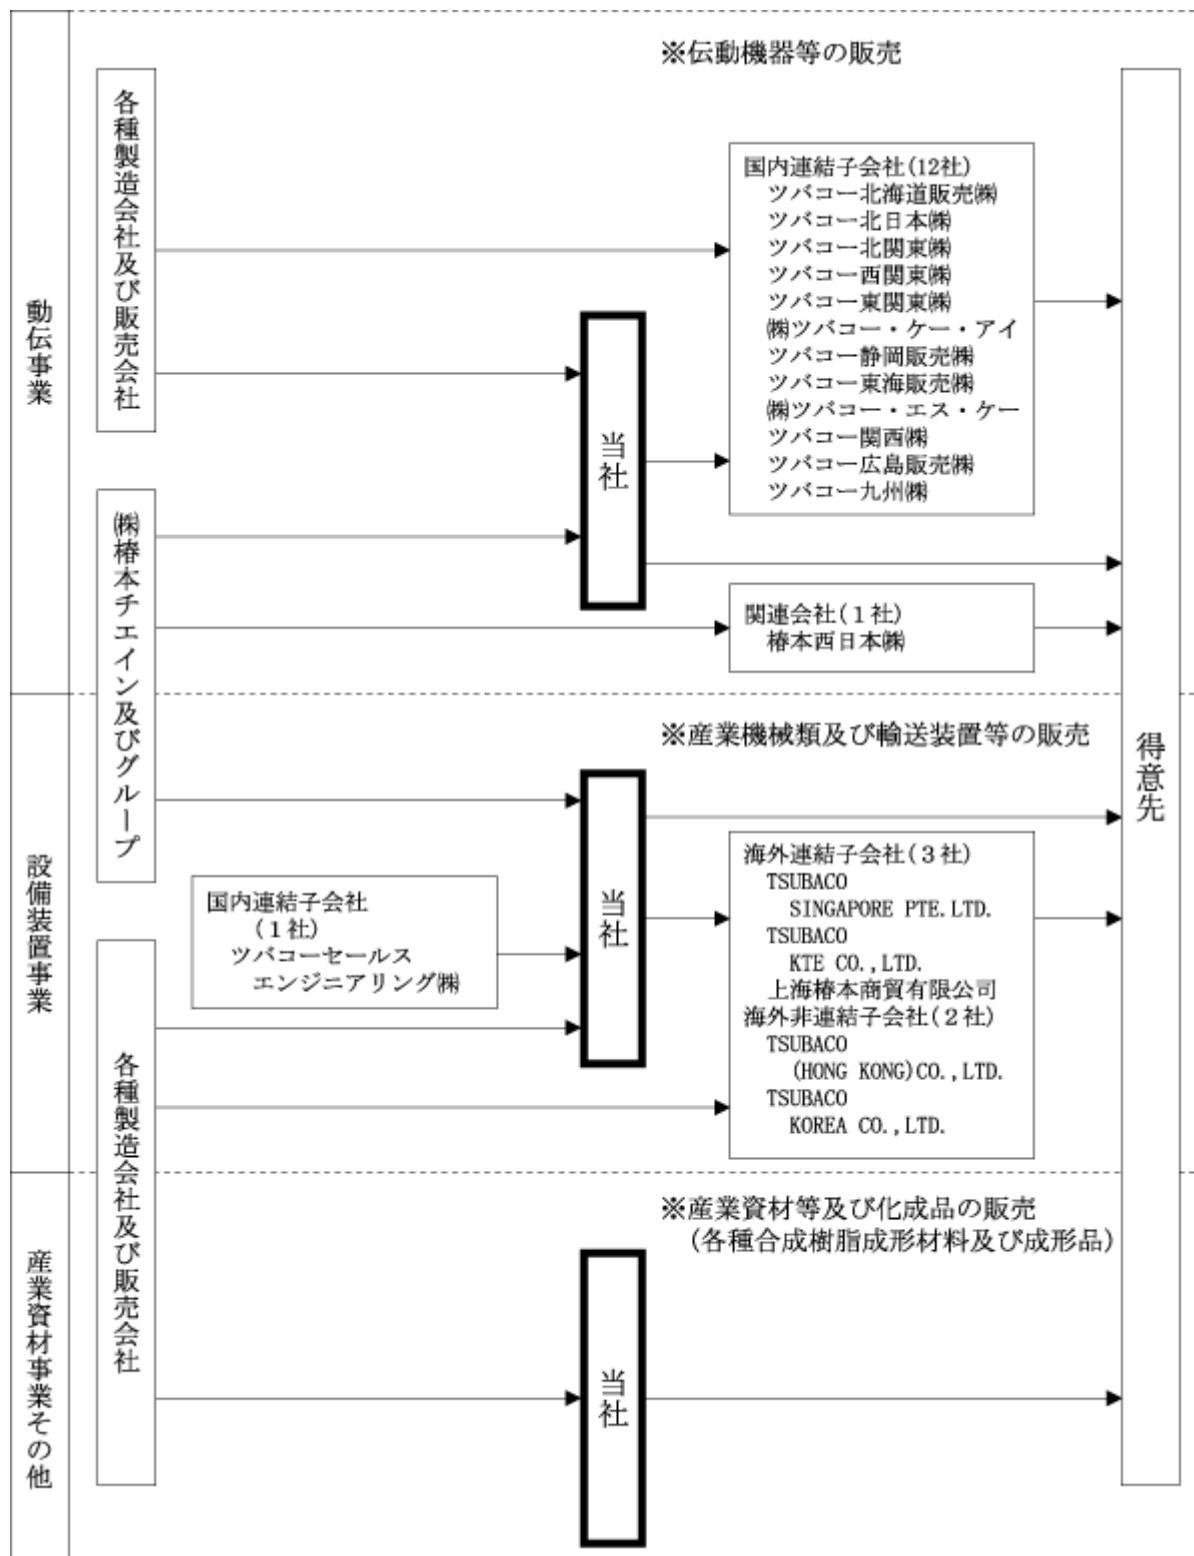 動伝事業
各種製造会社及び販売会社
※伝動機器等の販売
国内連結子会社(12社)
ツバコー北海道販売㈱
ツバコー北日本㈱
ツバコー北関東㈱
ツバコー西関東㈱
ツバコー東関東㈱
㈱ツバコー・ケー・アイ
ツバコー静岡販売㈱
ツバコー東海販売㈱
㈱ツバコー・エス・ケー
ツバコー関西㈱
ツバコー広島販売㈱
ツバコー九州㈱
当社
㈱椿本チエイン及びグループ
関連会社(１社)
椿本西日本㈱
得意先
設備装置事業
※産業機械類及び輸送装置等の販売
当社
国内連結子会社
(１社)
ツバコーセールス
エンジニアリング㈱
海外連結子会社(３社)
TSUBACO
SINGAPORE PTE.LTD.
TSUBACO
KTE CO.,LTD.
上海椿本商貿有限公司
海外非連結子会社(２社)
TSUBACO
(HONG KONG)CO.,LTD.
TSUBACO
KOREA CO.,LTD.
各種製造会社及び販売会社
産業資材事業その他
※産業資材等及び化成品の販売
(各種合成樹脂成形材料及び成形品)
当社